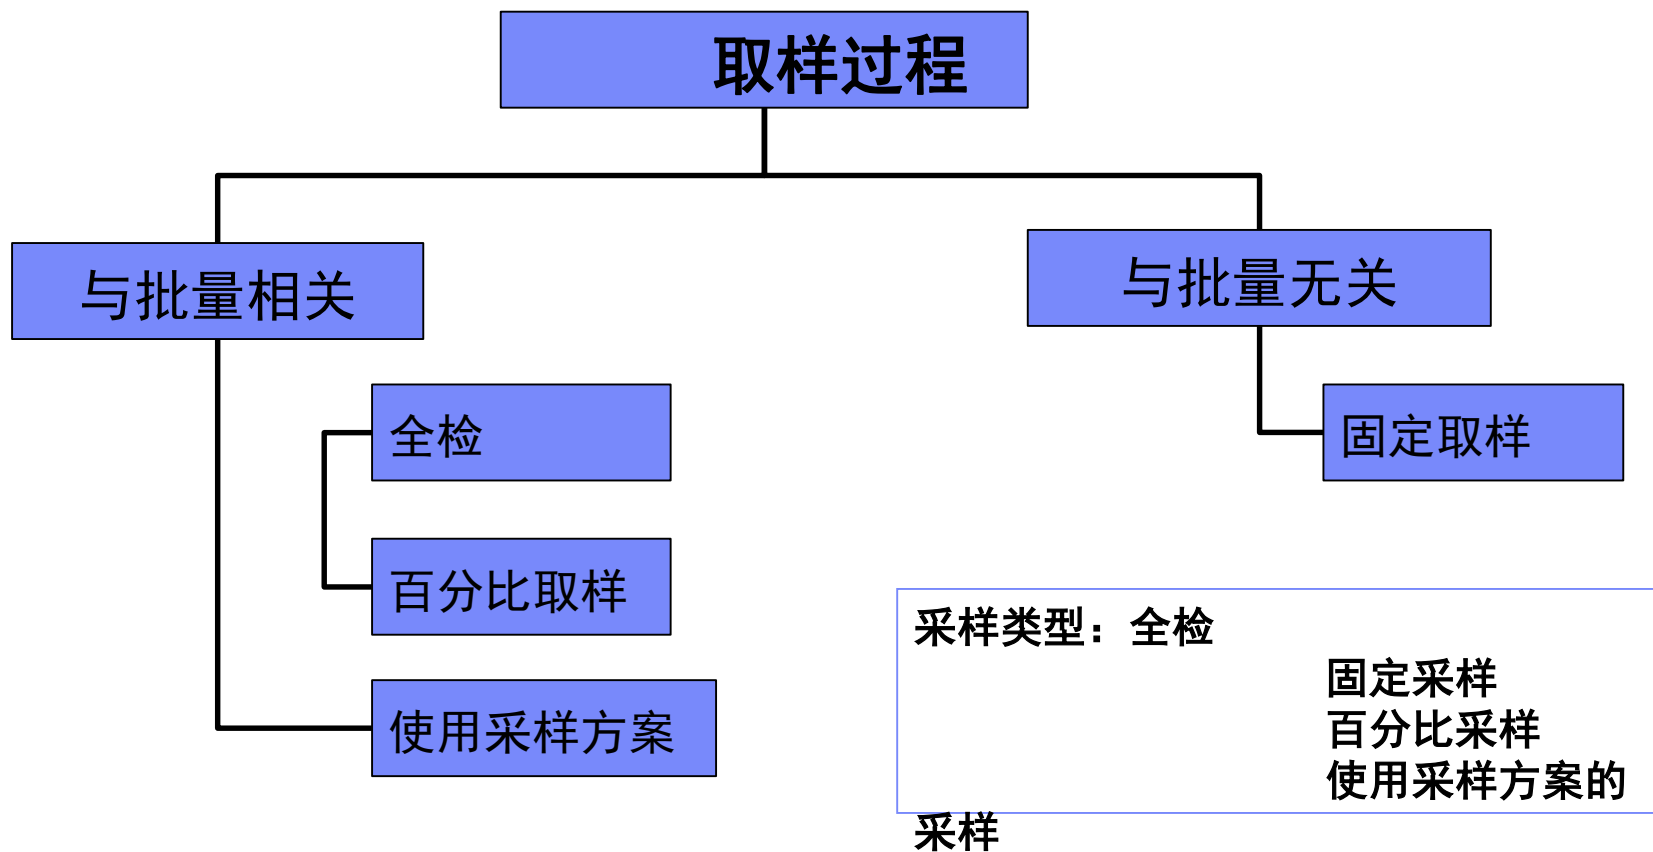 取样过程
与批量相关
与批量无关
全检
固定取样
百分比取样
使用采样方案
采样类型：全检
固定采样
百分比采样
使用采样方案的
采样